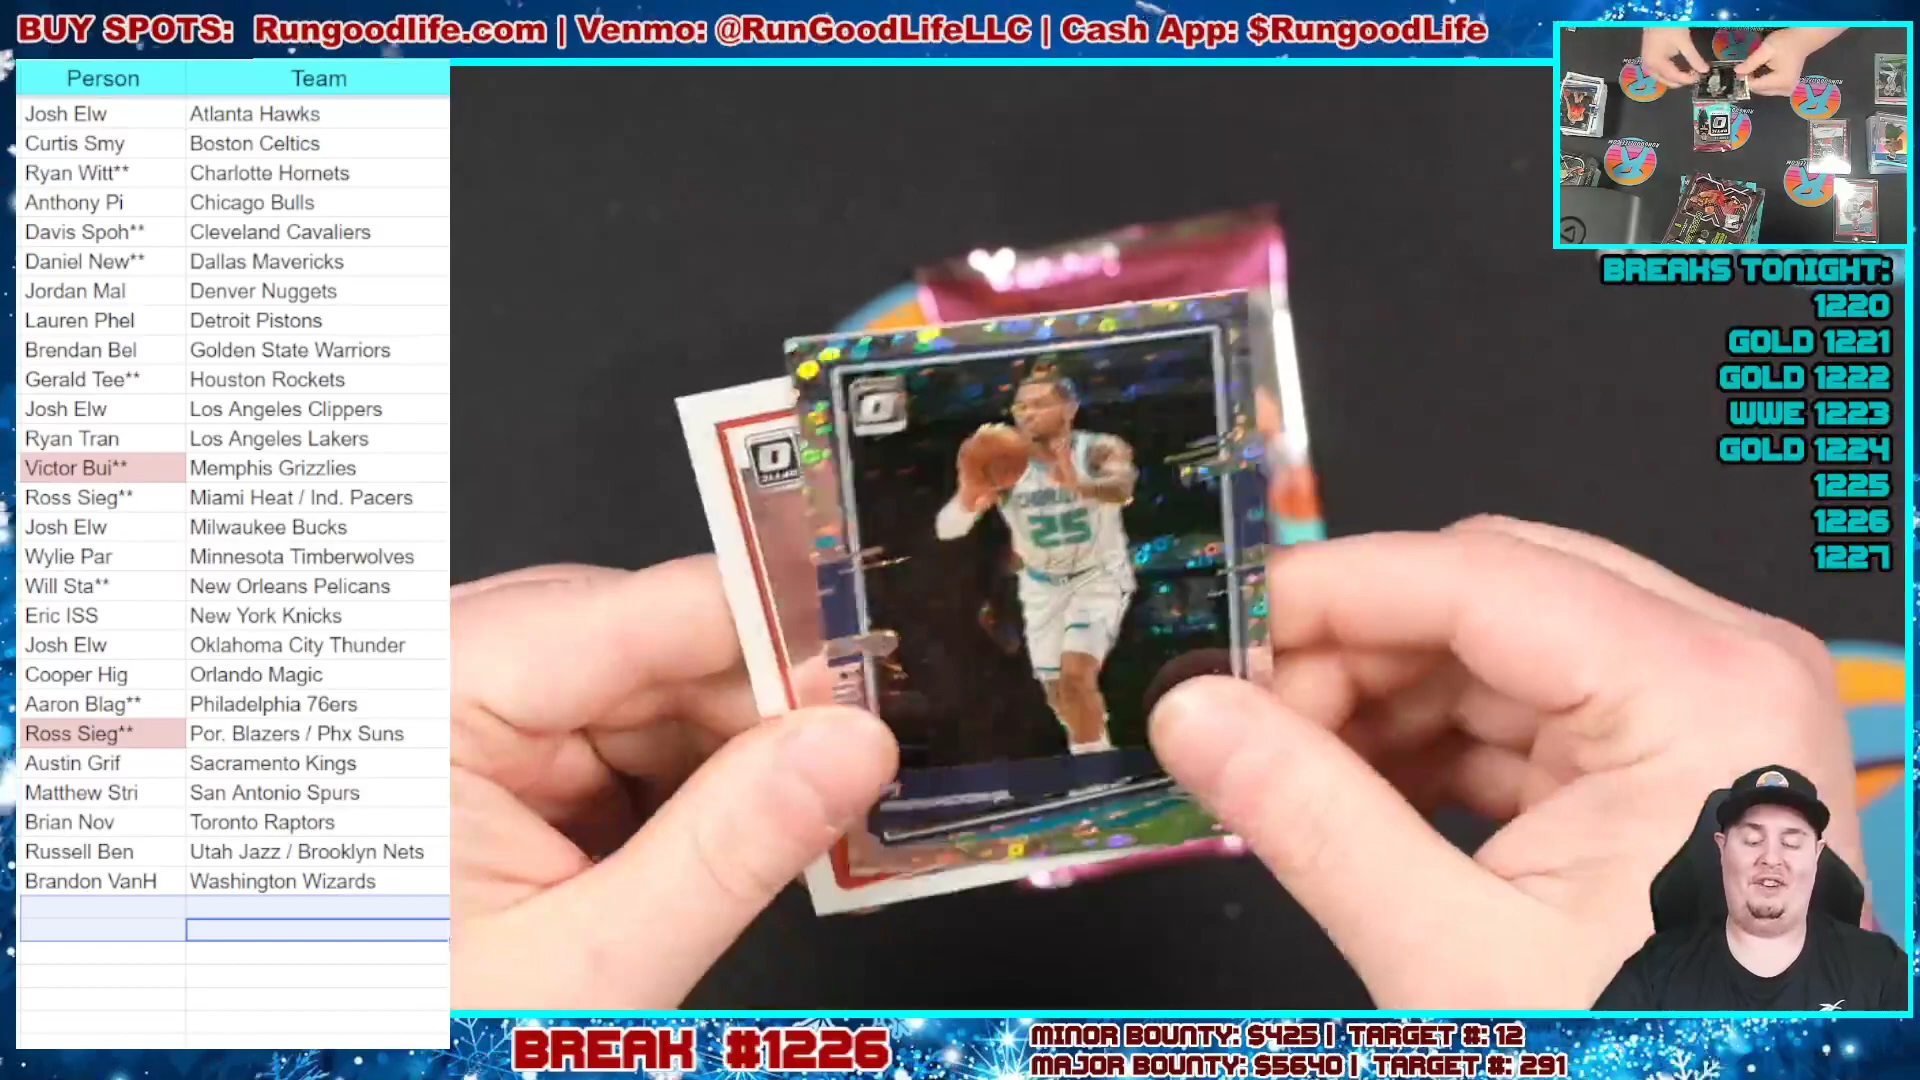 BUY SPOTS: Rungoodlife.com | Venmo: @RunGoodLifeLLC | Cash App: $RungoodLife
Person Team
Josh Elw Atlanta Hawks
Curtis Smy Boston Celtics
Ryan Witt** Charlotte Hornets
Anthony Pi Chicago Bulls
Davis Spoh** Cleveland Cavaliers
Daniel New** Dallas Mavericks
Jordan Mal Denver Nuggets
Lauren Phel Detroit Pistons
Brendan Bel Golden State Warriors
Gerald Tee** Houston Rockets
Josh Elw Los Angeles Clippers
Ryan Tran Los Angeles Lakers
Victor Bui** Memphis Grizzlies
Ross Sieg** Miami Heat / Ind. Pacers
Josh Elw Milwaukee Bucks
Wylie Par Minnesota Timberwolves
Will Sta** New Orleans Pelicans
Eric ISS New York Knicks
Josh Elw Oklahoma City Thunder
Cooper Hig Orlando Magic
Aaron Blag** Philadelphia 76ers
Ross Sieg** Por. Blazers / Phx Suns
Austin Grif Sacramento Kings
Matthew Stri San Antonio Spurs
Brian Nov Toronto Raptors
Russell Ben Utah Jazz / Brooklyn Nets
Brandon VanH Washington Wizards
25
BREAKS TONIGHT:
1220
GOLD 1221
GOLD 1222
WWE 1223
GOLD 1224
1225
1226
1227
BREAK #1226
MINOR BOUNTY: $425 | TARGET #: 12
MAJOR BOUNTY: $5640 | TARGET #: 291